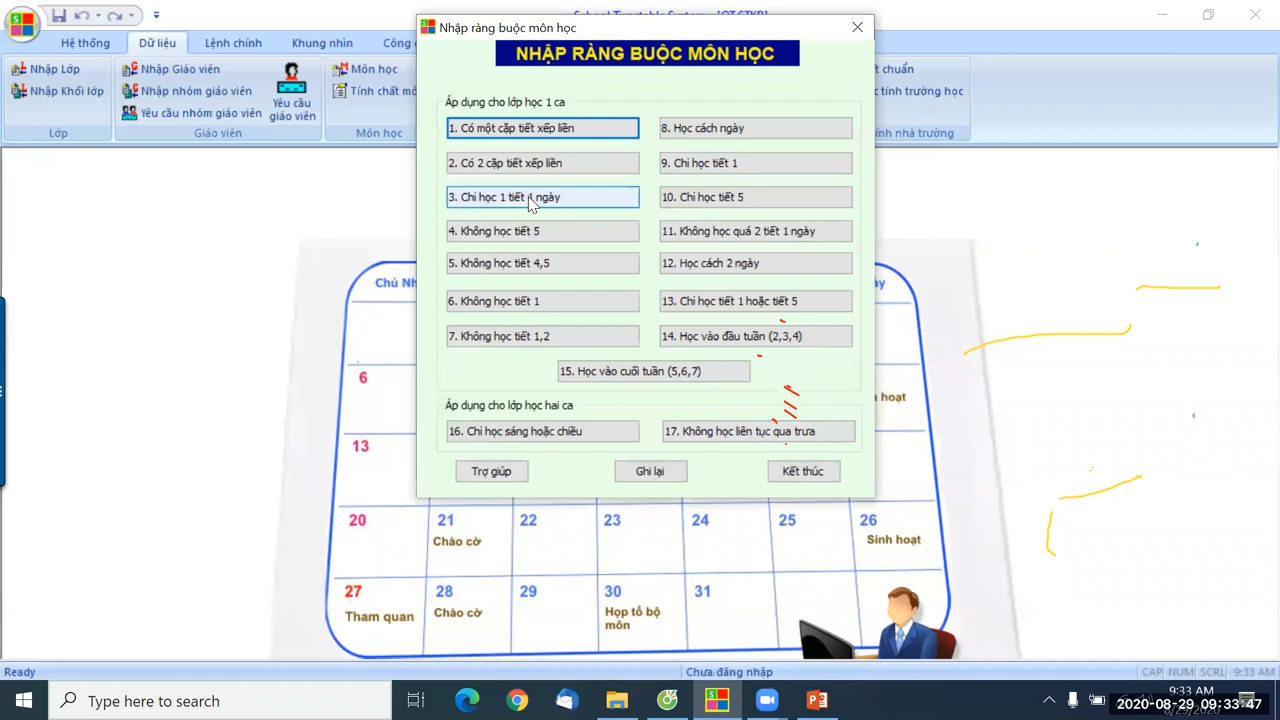 School Timetable System - [QT.STKB]
Nhập ràng buộc môn học
Hệ thống
Dữ liệu
Lệnh chính
Khung nhìn
Công
Nhập Lớp
Nhập Khối lớp
Lớp
Nhập Giáo viên
Nhập nhóm giáo viên
Yêu cầu nhóm giáo viên
Yêu cầu
giáo viên
Giáo viên
Môn học
Tính chất mô
Môn học
t chuẩn
c tính trường học
ính nhà trường
NHẬP RÀNG BUỘC MÔN HỌC
Áp dụng cho lớp học 1 ca
1. Có một cặp tiết xếp liền
8. Học cách ngày
2. Có 2 cặp tiết xếp liền
9. Chỉ học tiết 1
3. Chỉ học 1 tiết 1 ngày
10. Chỉ học tiết 5
4. Không học tiết 5
11. Không học quá 2 tiết 1 ngày
5. Không học tiết 4,5
12. Học cách 2 ngày
6. Không học tiết 1
13. Chỉ học tiết 1 hoặc tiết 5
7. Không học tiết 1,2
14. Học vào đầu tuần (2,3,4)
15. Học vào cuối tuần (5,6,7)
Áp dụng cho lớp học hai ca
16. Chỉ học sáng hoặc chiều
17. Không học liên tục qua trưa
Trợ giúp
Ghi lại
Kết thúc
Chủ Nh
ảy
6
h hoạt
13
20
21
22
23
24
25
26
Chào cờ
Sinh hoạt
27
28
29
30
31
Tham quan
Chào cờ
Họp tổ bộ
môn
Ready
Chưa đăng nhập
CAP NUM SCRL 9:33 AM
Type here to search
9:33 AM
2020-08-29 09:33:47